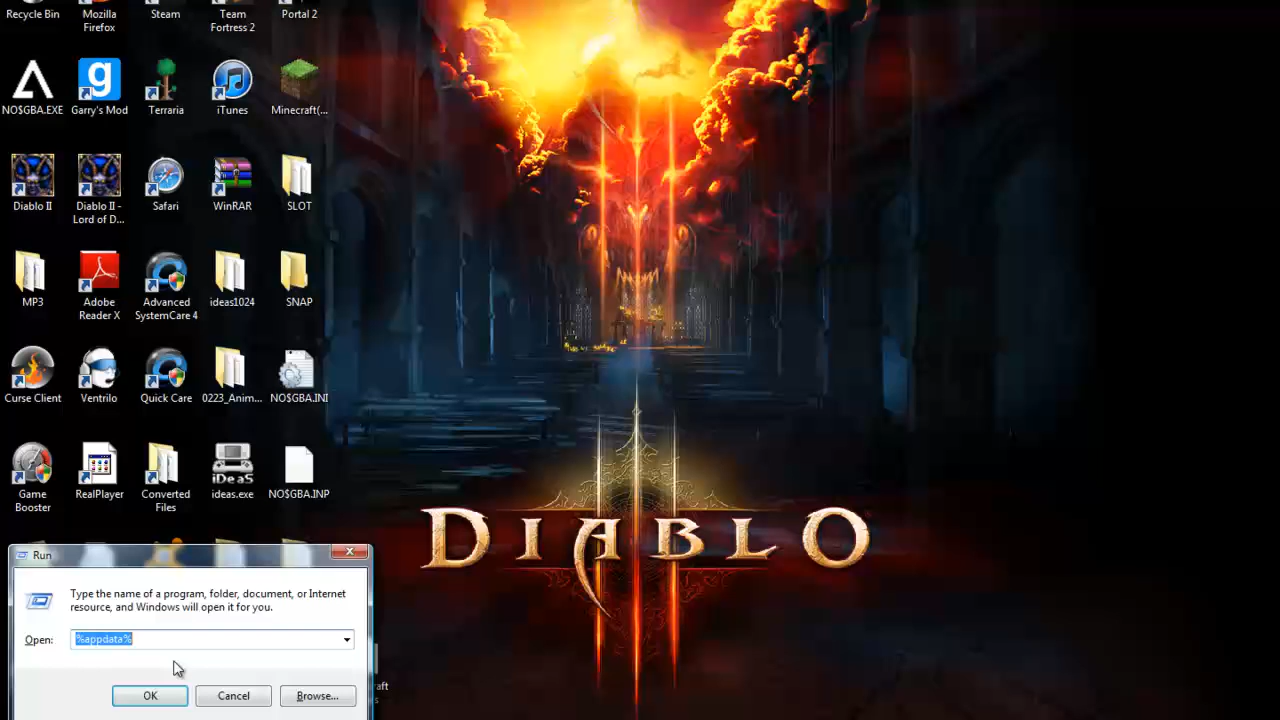 Recycle Bin
Mozilla
Firefox
Steam
Team
Fortress 2
Portal 2
NO$GBA.EXE
Garry's Mod
Terraria
iTunes
Minecraft(...
Diablo II
Diablo II -
Lord of D...
Safari
WinRAR
SLOT
MP3
Adobe
Reader X
Advanced
SystemCare 4
ideas1024
SNAP
Curse Client
Ventrilo
Quick Care
0223_Anim...
NO$GBA.INI
Game
Booster
RealPlayer
Converted
Files
iDeaS
ideas.exe
NO$GBA.INP
DIABLO
Run
Type the name of a program, folder, document, or Internet
resource, and Windows will open it for you.
Open:
%appdata%
OK
Cancel
Browse...